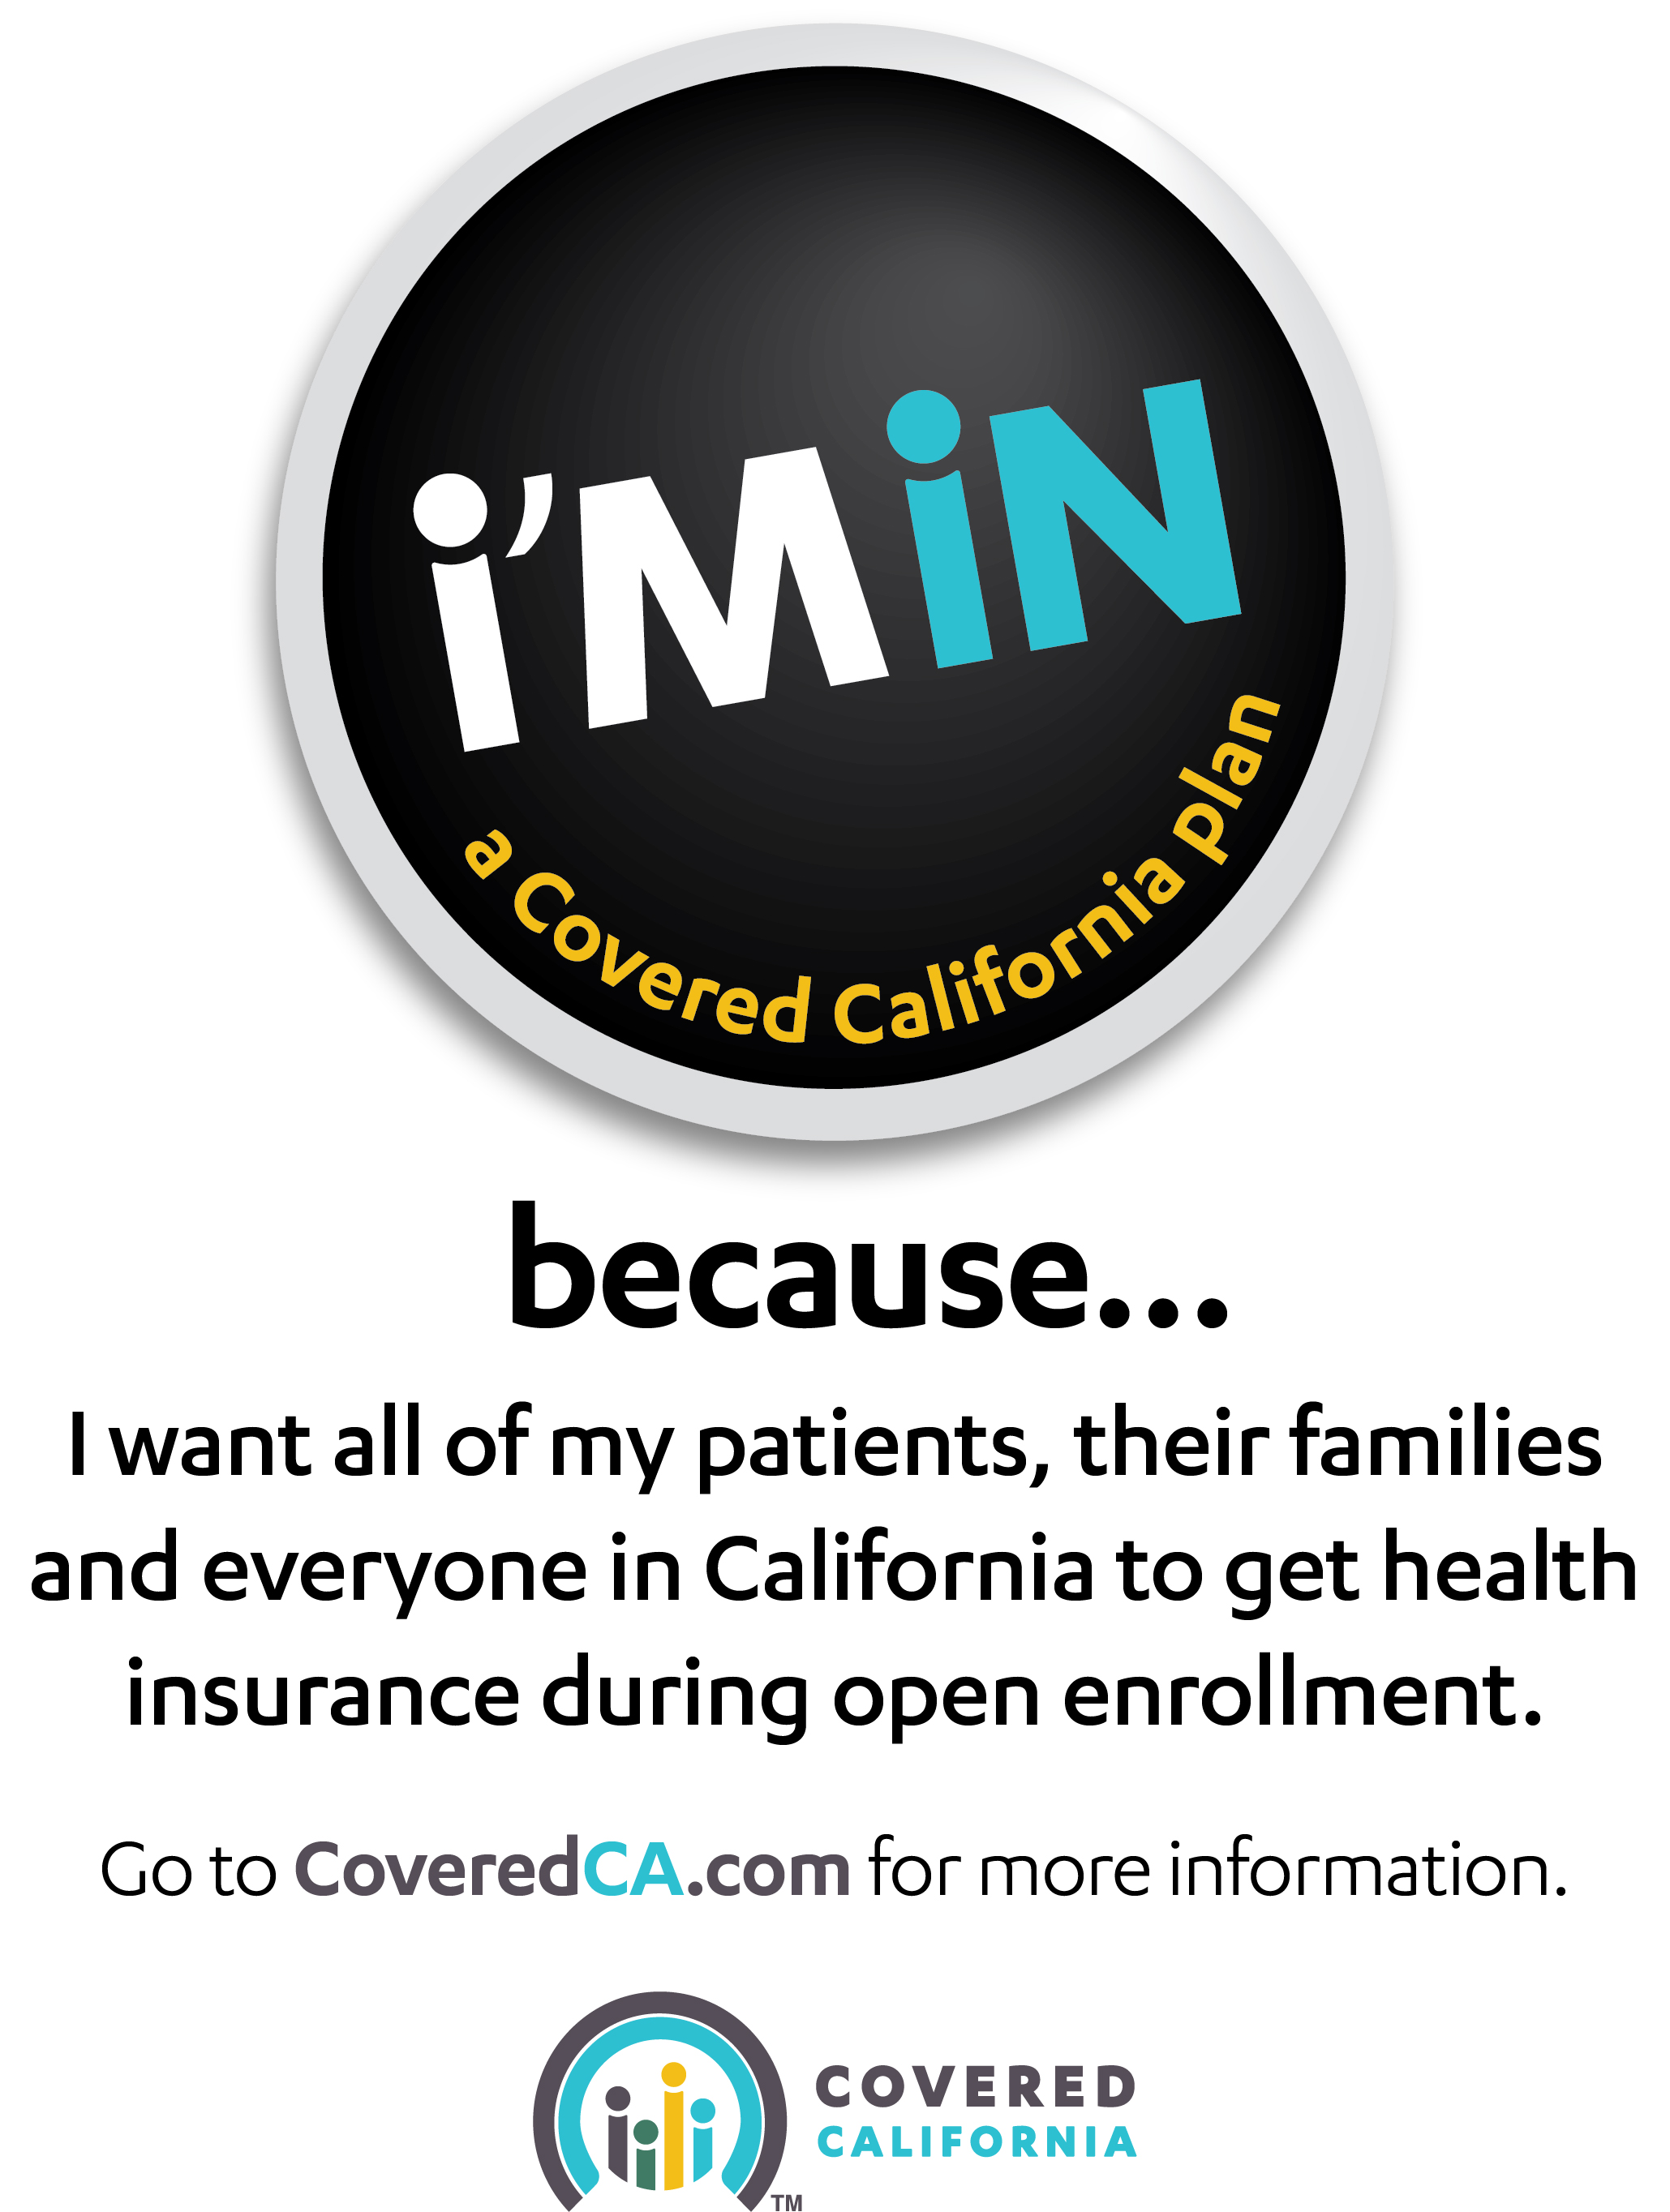 i'M iN
a Covered California plan
because...
I want all of my patients, their families
and everyone in California to get health
insurance during open enrollment.
Go to CoveredCA.com for more information.
COVERED
CALIFORNIA
TM